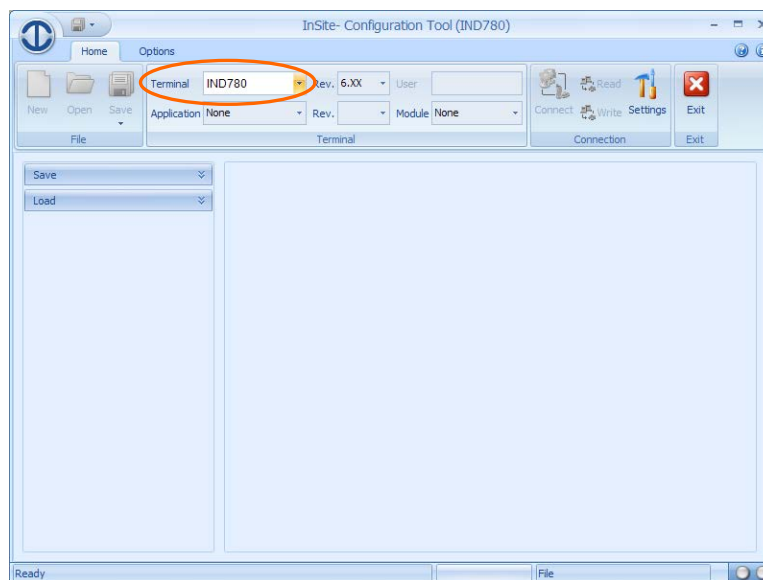 InSite- Configuration Tool (IND780)
Home Options
Terminal IND780 Rev. 6.XX User
New Open Save Connect Read Settings Exit
Application None Rev. Module None Write
File Terminal Connection Exit
Save
Load
Ready File